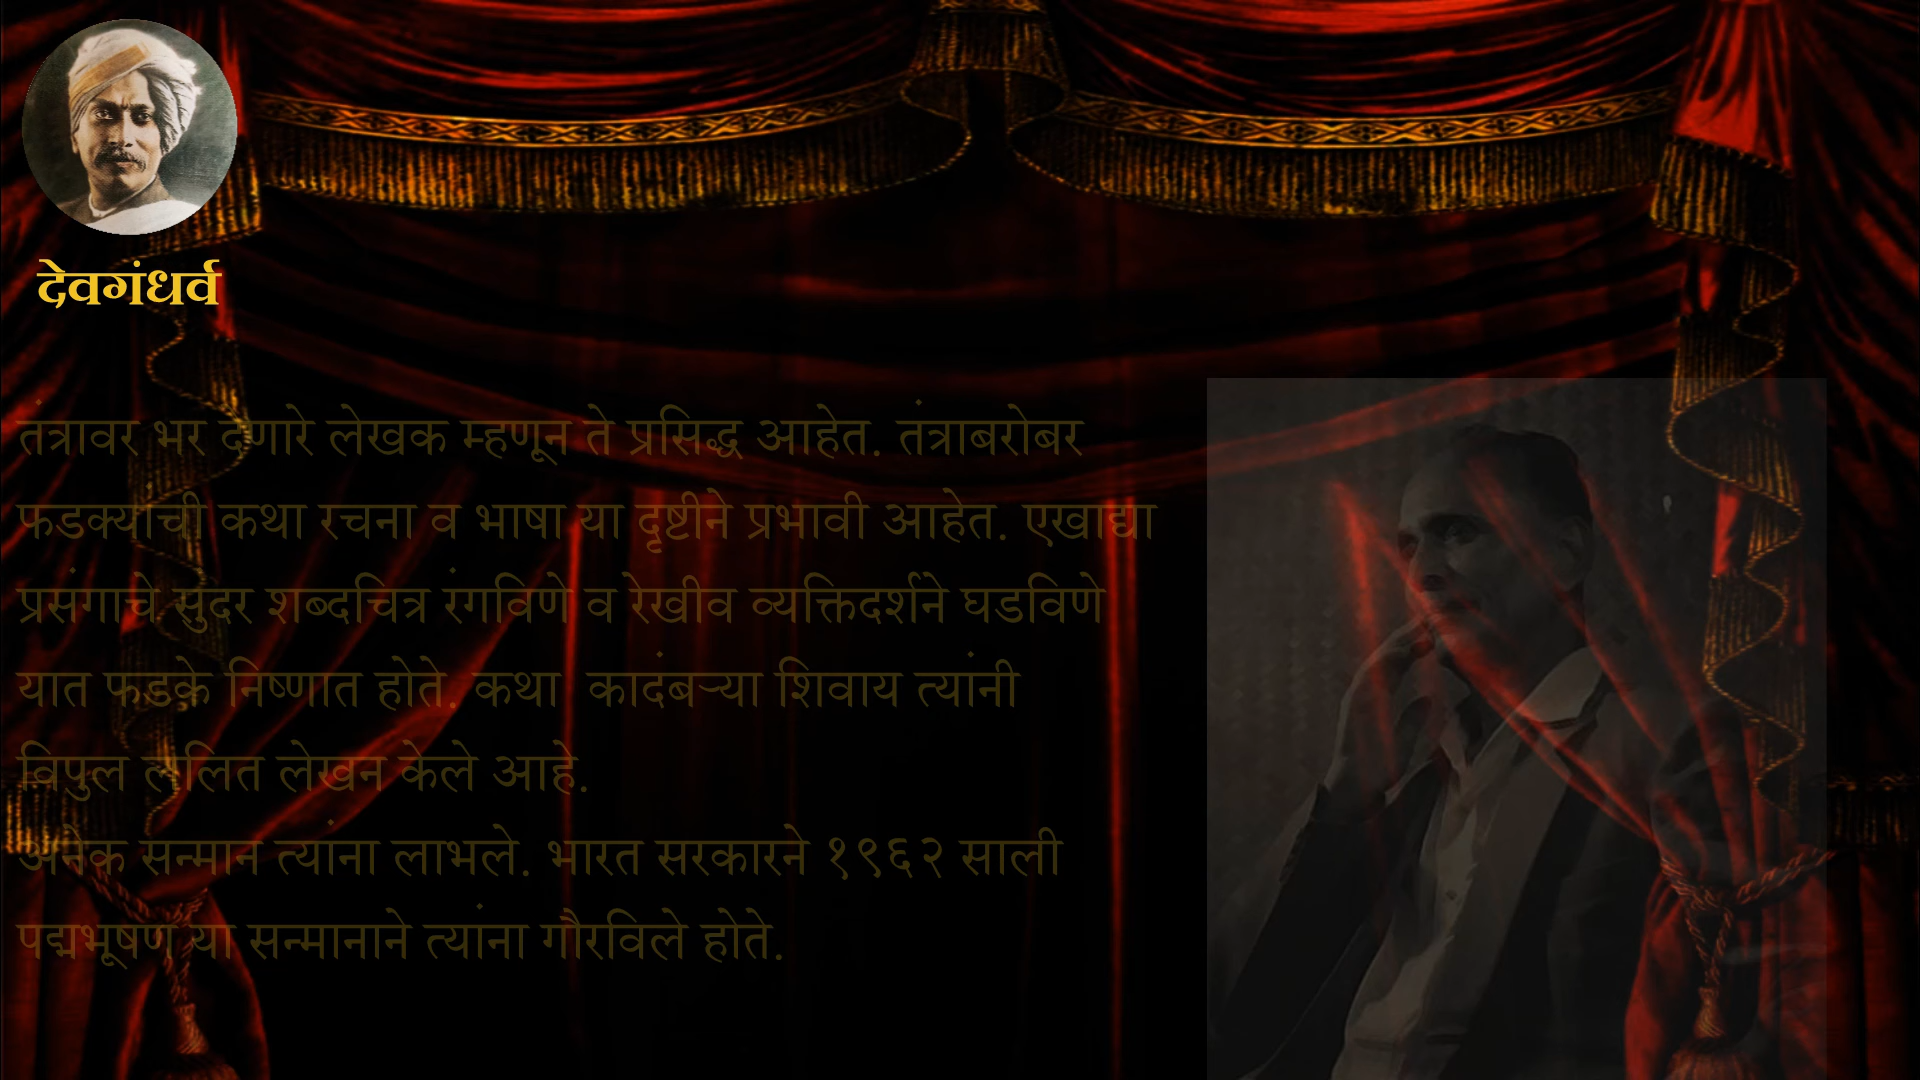 देवगंधर्व
तंत्रावर भर देणारे लेखक म्हणून ते प्रसिद्ध आहेत. तंत्राबरोबर
फडक्यांची कथा रचना व भाषा या दृष्टीने प्रभावी आहेत. एखाद्या
प्रसंगाचे सुंदर शब्दचित्र रंगविणे व रेखीव व्यक्तिदर्शने घडविणे
यात फडके निष्णात होते. कथा कादंबऱ्या शिवाय त्यांनी
विपुल ललित लेखन केले आहे.
अनेक सन्मान त्यांना लाभले. भारत सरकारने १९६२ साली
पद्मभूषण या सन्मानाने त्यांना गौरविले होते.